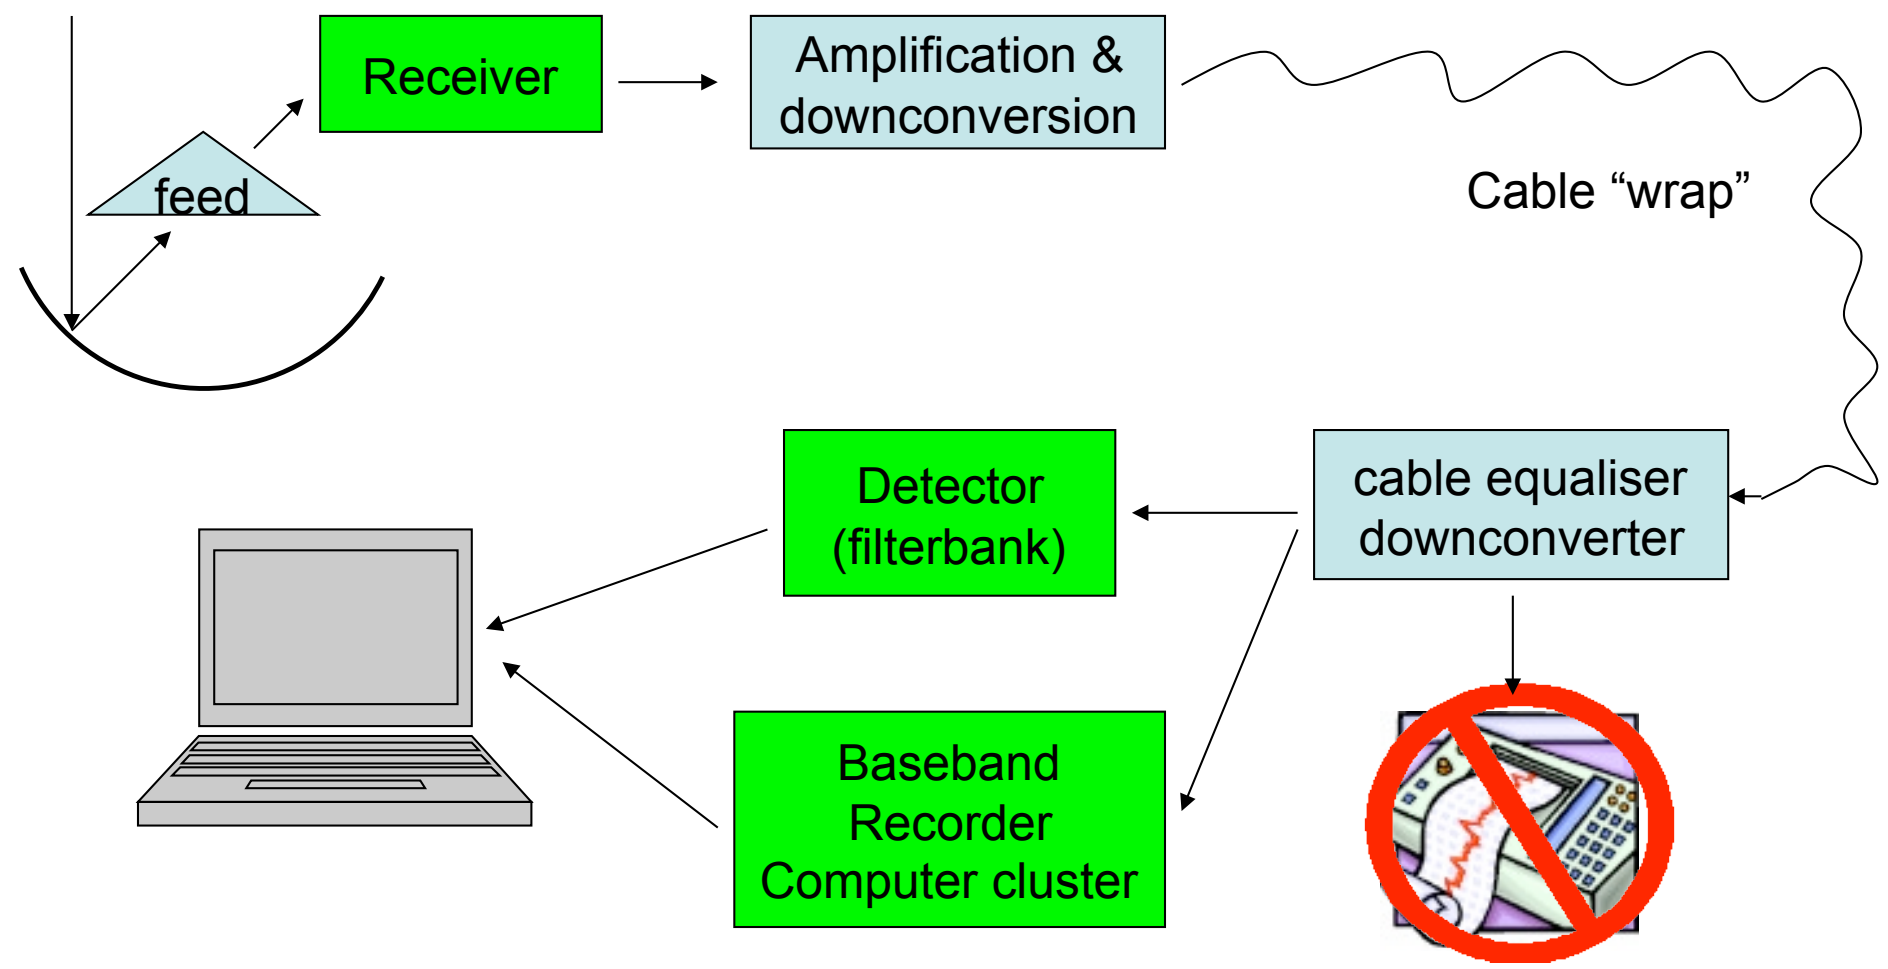 Receiver
Amplification &
downconversion
feed
Cable “wrap”
Detector
(filterbank)
cable equaliser
downconverter
Baseband
Recorder
Computer cluster